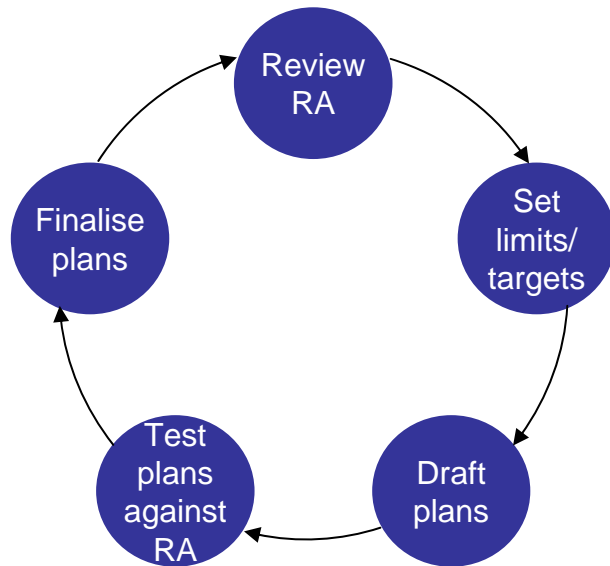 Review
RA
Set
limits/
targets
Draft
plans
Test
plans
against
RA
Finalise
plans